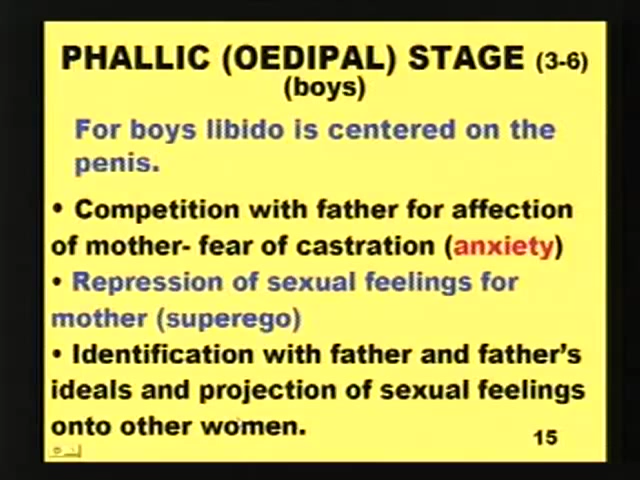 PHALLIC (OEDIPAL) STAGE (3-6)
(boys)
For boys libido is centered on the
penis.
• Competition with father for affection
of mother- fear of castration (anxiety)
• Repression of sexual feelings for
mother (superego)
• Identification with father and father's
ideals and projection of sexual feelings
onto other women.
15